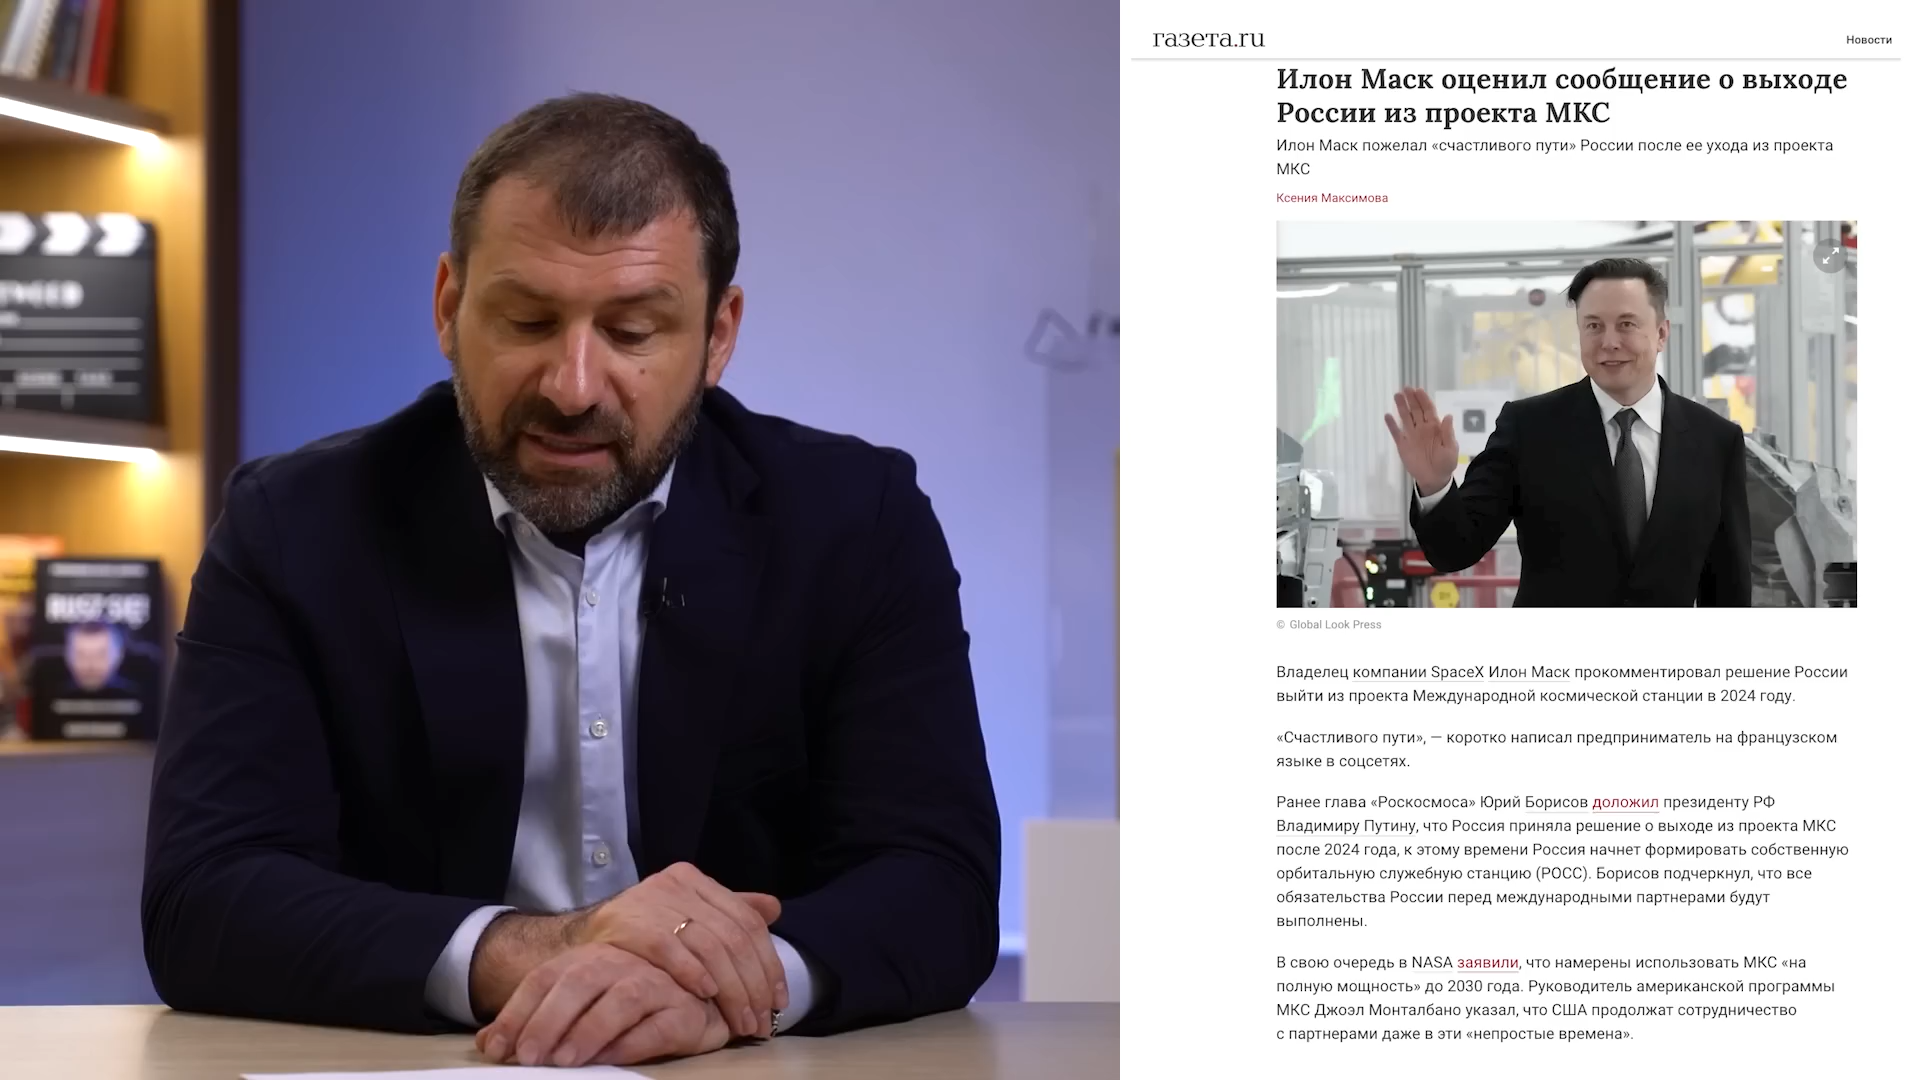 газета.ru
Новости
Илон Маск оценил сообщение о выходе
России из проекта МКС
Илон Маск пожелал «счастливого пути» России после ее ухода из проекта
МКС
Ксения Максимова
© Global Look Press
Владелец компании SpaceX Илон Маск прокомментировал решение России
выйти из проекта Международной космической станции в 2024 году.
«Счастливого пути», — коротко написал предприниматель на французском
языке в соцсетях.
Ранее глава «Роскосмоса» Юрий Борисов доложил президенту РФ
Владимиру Путину, что Россия приняла решение о выходе из проекта МКС
после 2024 года, к этому времени Россия начнет формировать собственную
орбитальную служебную станцию (РОСС). Борисов подчеркнул, что все
обязательства России перед международными партнерами будут
выполнены.
В свою очередь в NASA заявили, что намерены использовать МКС «на
полную мощность» до 2030 года. Руководитель американской программы
МКС Джоэл Монталбано указал, что США продолжат сотрудничество
с партнерами даже в эти «непростые времена».